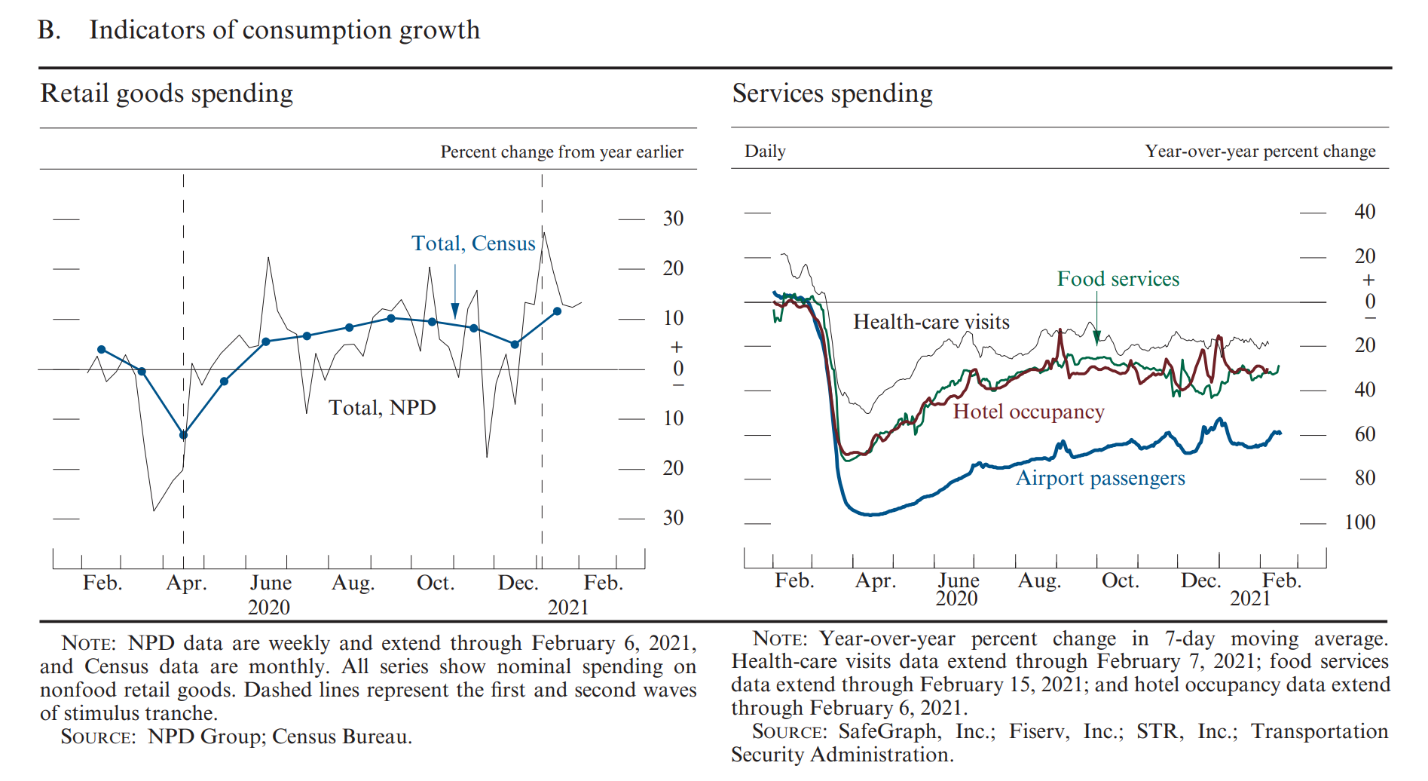 B. Indicators of consumption growth
Retail goods spending
Percent change from year earlier
30
20
10
+
0
−
10
20
30
Total, Census
Total, NPD
Feb. Apr. June Aug. Oct. Dec. Feb.
2020 2021
NOTE: NPD data are weekly and extend through February 6, 2021,
and Census data are monthly. All series show nominal spending on
nonfood retail goods. Dashed lines represent the first and second waves
of stimulus tranche.
SOURCE: NPD Group; Census Bureau.
Services spending
Daily Year-over-year percent change
40
20
+
0
−
20
40
60
80
100
Food services
Health-care visits
Hotel occupancy
Airport passengers
Feb. Apr. June Aug. Oct. Dec. Feb.
2020 2021
NOTE: Year-over-year percent change in 7-day moving average.
Health-care visits data extend through February 7, 2021; food services
data extend through February 15, 2021; and hotel occupancy data extend
through February 6, 2021.
SOURCE: SafeGraph, Inc.; Fiserv, Inc.; STR, Inc.; Transportation
Security Administration.